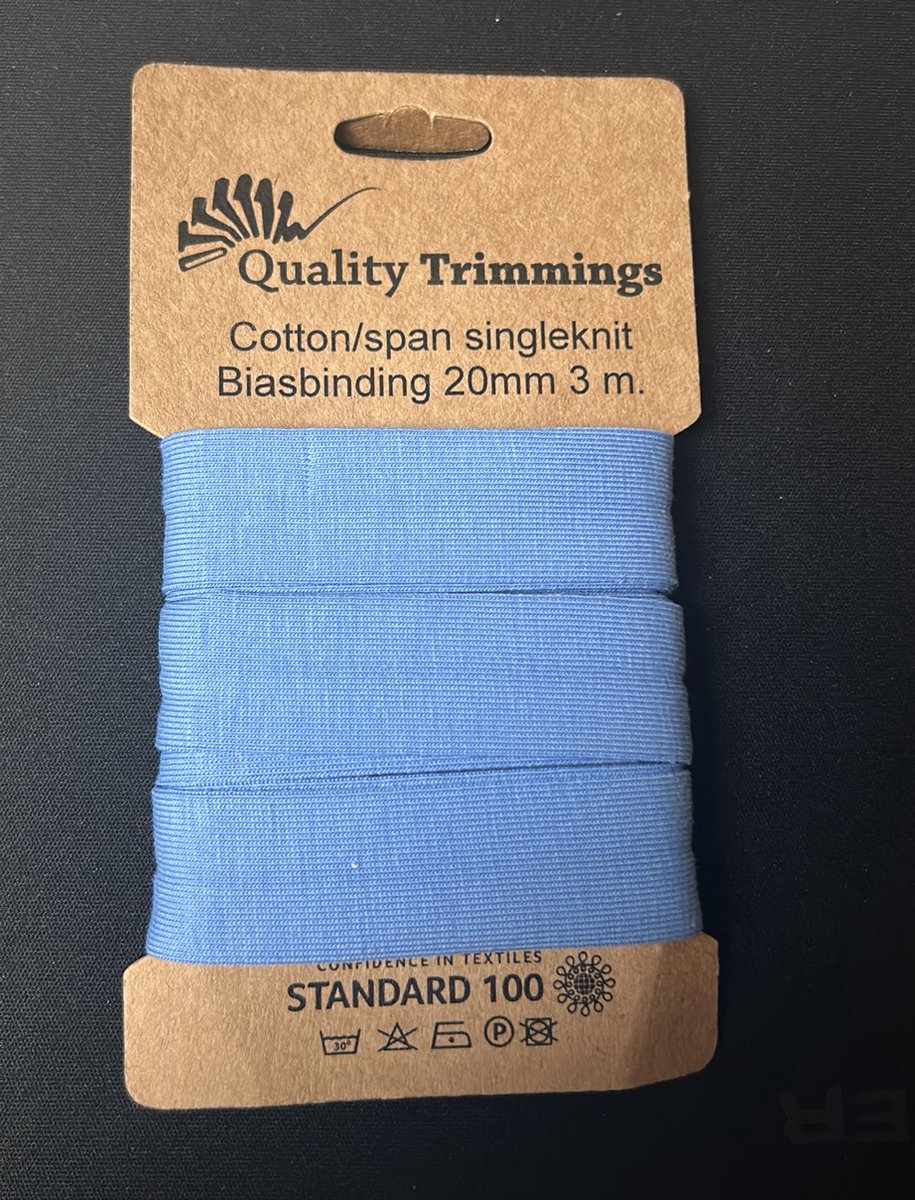 Quality Trimmings
Cotton/span singleknit
Biasbinding 20mm 3 m.
CONFIDENCE IN TEXTILES
STANDARD 100
30°
P